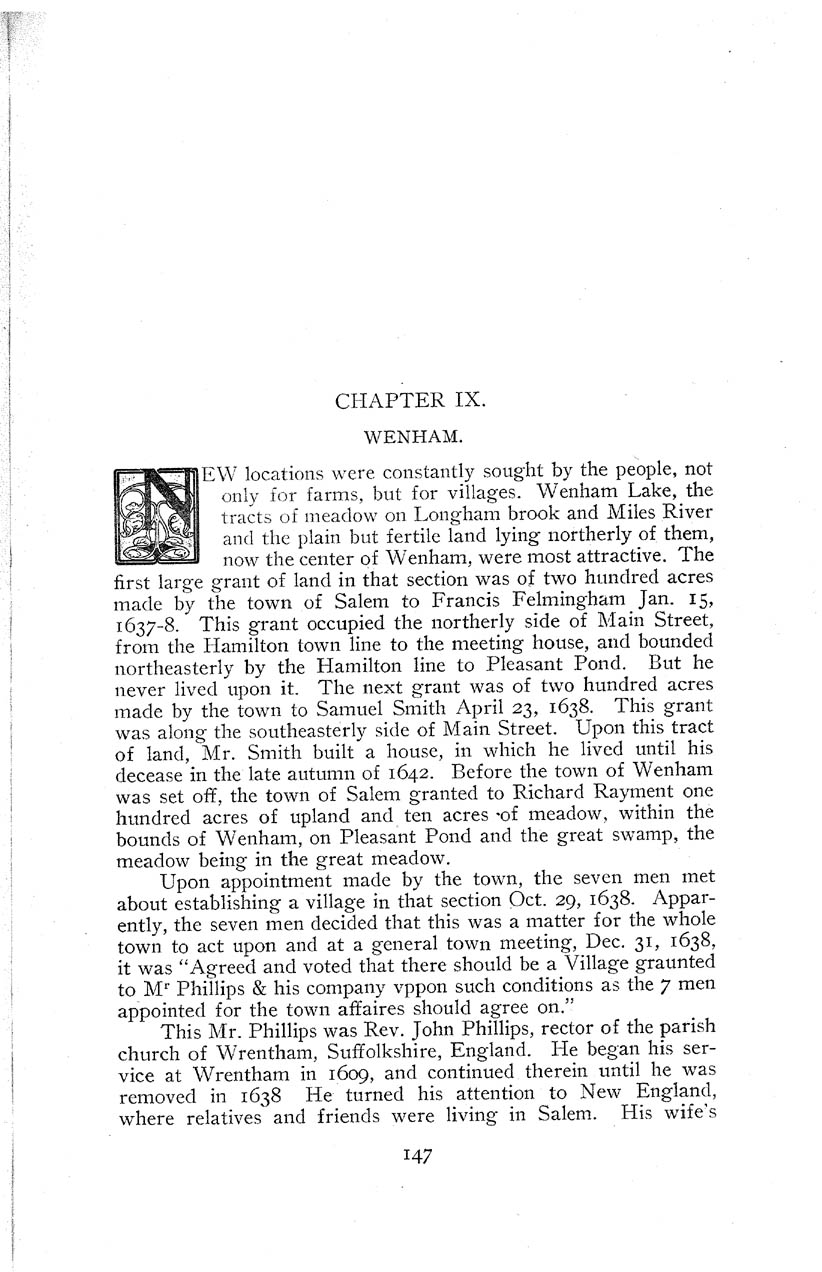 CHAPTER IX.
WENHAM.
NEW locations were constantly sought by the people, not
only for farms, but for villages. Wenham Lake, the
tracts of meadow on Longham brook and Miles River
and the plain but fertile land lying northerly of them,
now the center of Wenham, were most attractive. The
first large grant of land in that section was of two hundred acres
made by the town of Salem to Francis Felmingham Jan. 15,
1637-8. This grant occupied the northerly side of Main Street,
from the Hamilton town line to the meeting house, and bounded
northeasterly by the Hamilton line to Pleasant Pond. But he
never lived upon it. The next grant was of two hundred acres
made by the town to Samuel Smith April 23, 1638. This grant
was along the southeasterly side of Main Street. Upon this tract
of land, Mr. Smith built a house, in which he lived until his
decease in the late autumn of 1642. Before the town of Wenham
was set off, the town of Salem granted to Richard Rayment one
hundred acres of upland and ten acres of meadow, within the
bounds of Wenham, on Pleasant Pond and the great swamp, the
meadow being in the great meadow.
Upon appointment made by the town, the seven men met
about establishing a village in that section Oct. 29, 1638. Appar-
ently, the seven men decided that this was a matter for the whole
town to act upon and at a general town meeting, Dec. 31, 1638,
it was "Agreed and voted that there should be a Village graunted
to Mʳ Phillips & his company vppon such conditions as the 7 men
appointed for the town affaires should agree on."
This Mr. Phillips was Rev. John Phillips, rector of the parish
church of Wrentham, Suffolkshire, England. He began his ser-
vice at Wrentham in 1609, and continued therein until he was
removed in 1638 He turned his attention to New England,
where relatives and friends were living in Salem. His wife's
147